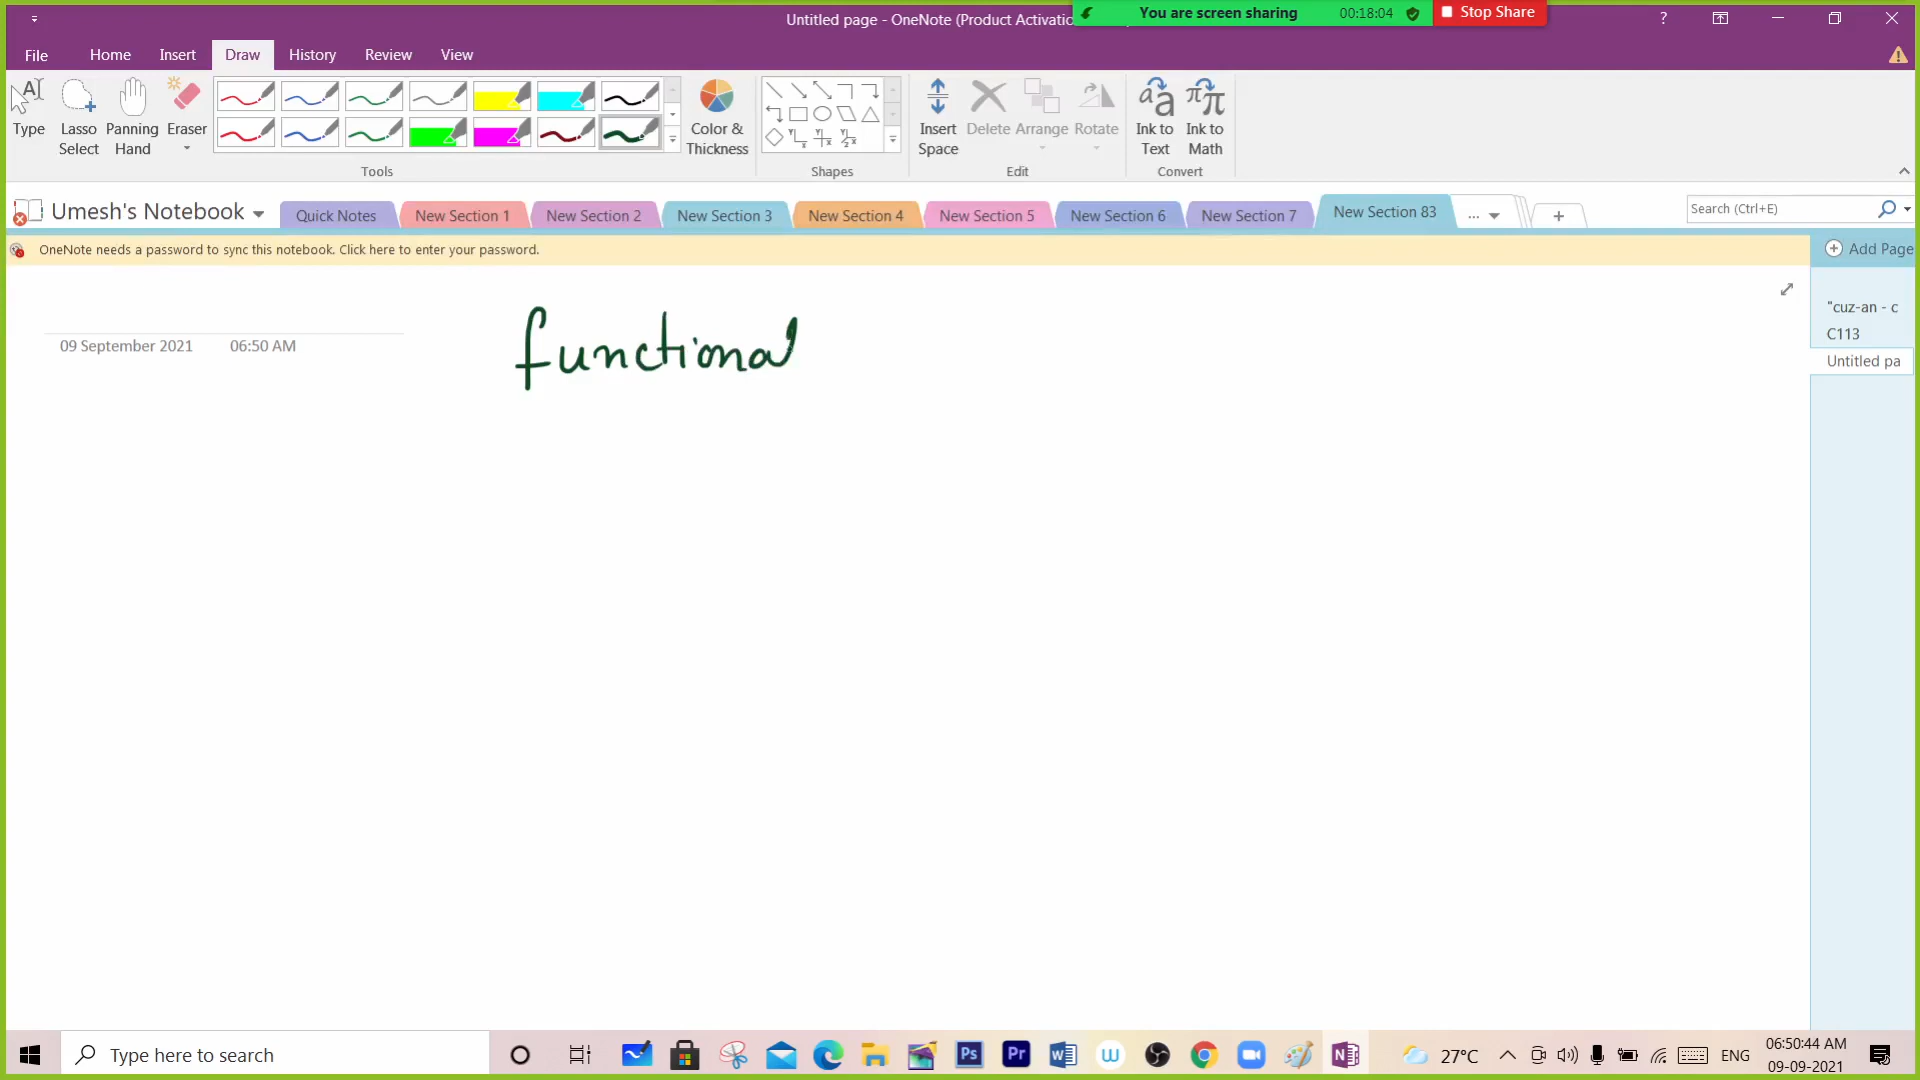 Untitled page - OneNote (Product Activatio
You are screen sharing 00:18:04 Stop Share
?
File Home Insert Draw History Review View
Type Lasso Select Panning Hand Eraser Color & Thickness Insert Space Delete Arrange Rotate Ink to Text Ink to Math
Tools Shapes Edit Convert
Umesh's Notebook Quick Notes New Section 1 New Section 2 New Section 3 New Section 4 New Section 5 New Section 6 New Section 7 New Section 83 ... Search (Ctrl+E)
OneNote needs a password to sync this notebook. Click here to enter your password. Add Page
"cuz-an - c
C113
Untitled pa
functional
09 September 2021 06:50 AM
Type here to search Ps Pr 27°C ENG 06:50:44 AM
09-09-2021